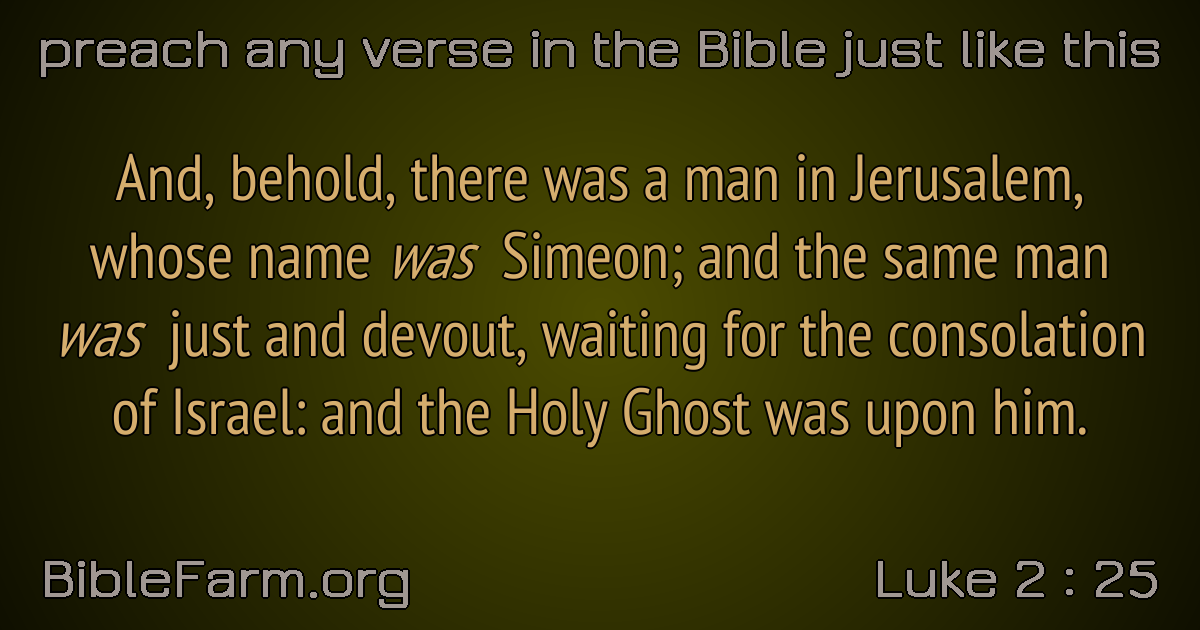 preach any verse in the Bible just like this
And, behold, there was a man in Jerusalem,
whose name was Simeon; and the same man
was just and devout, waiting for the consolation
of Israel: and the Holy Ghost was upon him.
BibleFarm.org
Luke 2 : 25